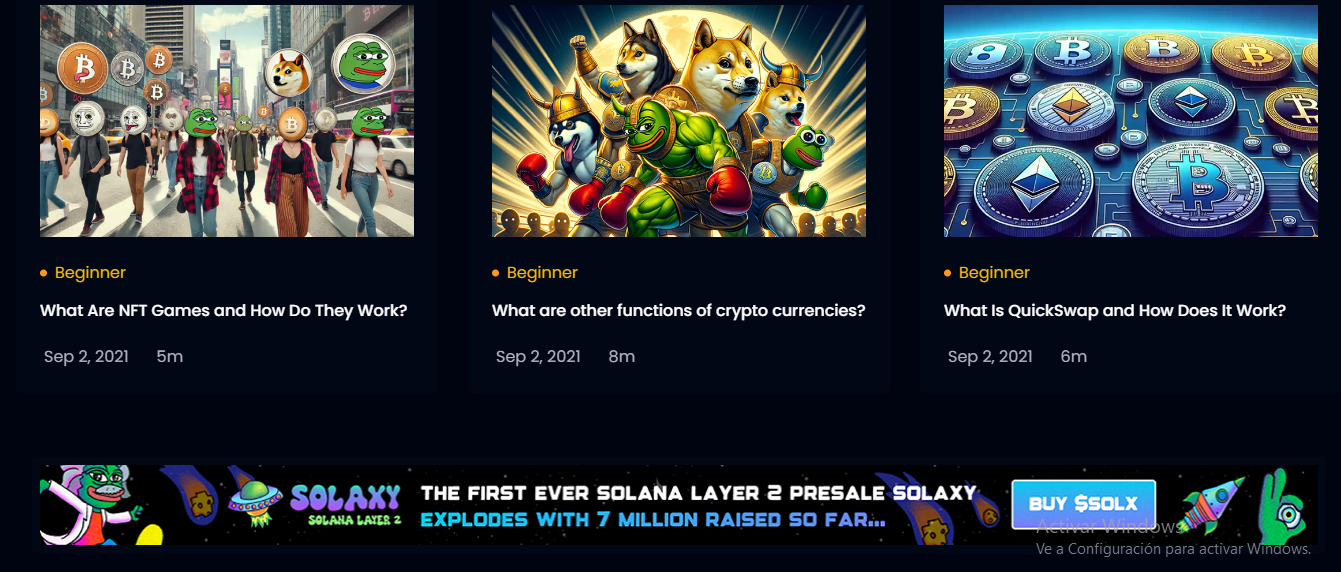 Beginner
What Are NFT Games and How Do They Work?
Sep 2, 2021 5m
Beginner
What are other functions of crypto currencies?
Sep 2, 2021 8m
Beginner
What Is QuickSwap and How Does It Work?
Sep 2, 2021 6m
SOLAXY
SOLANA LAYER 2
THE FIRST EVER SOLANA LAYER 2 PRESALE SOLAXY
EXPLODES WITH 7 MILLION RAISED SO FAR...
BUY $SOLX
Activar Windows
Ve a Configuración para activar Windows.